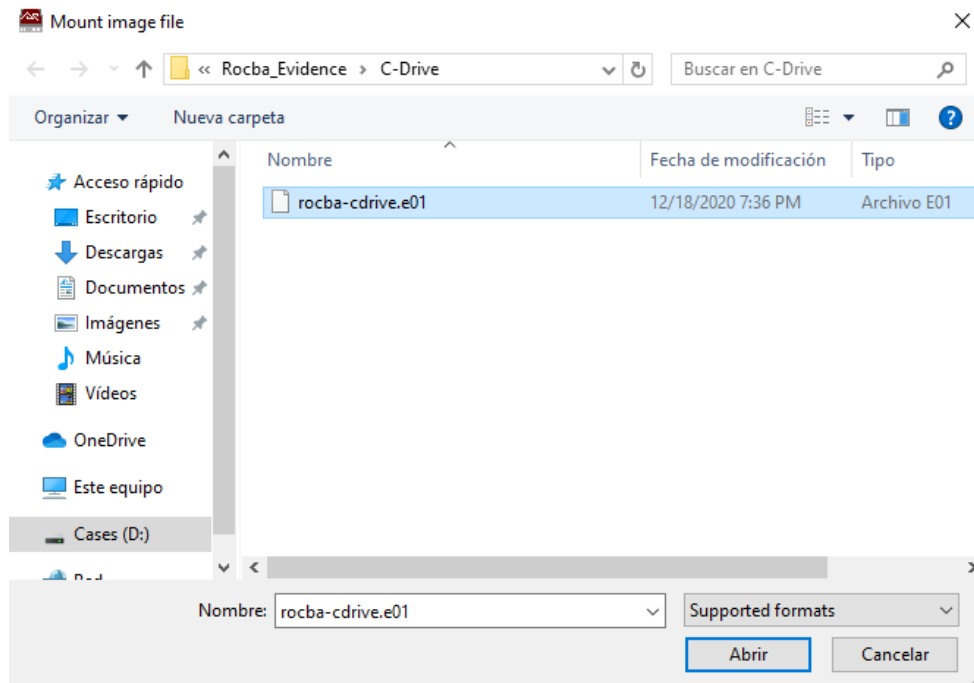 Mount image file
« Rocba_Evidence > C-Drive
Buscar en C-Drive
Organizar
Nueva carpeta
Nombre
Fecha de modificación
Tipo
Acceso rápido
rocba-cdrive.e01
12/18/2020 7:36 PM
Archivo E01
Escritorio
Descargas
Documentos
Imágenes
Música
Vídeos
OneDrive
Este equipo
Cases (D:)
Nombre:
rocba-cdrive.e01
Supported formats
Abrir
Cancelar